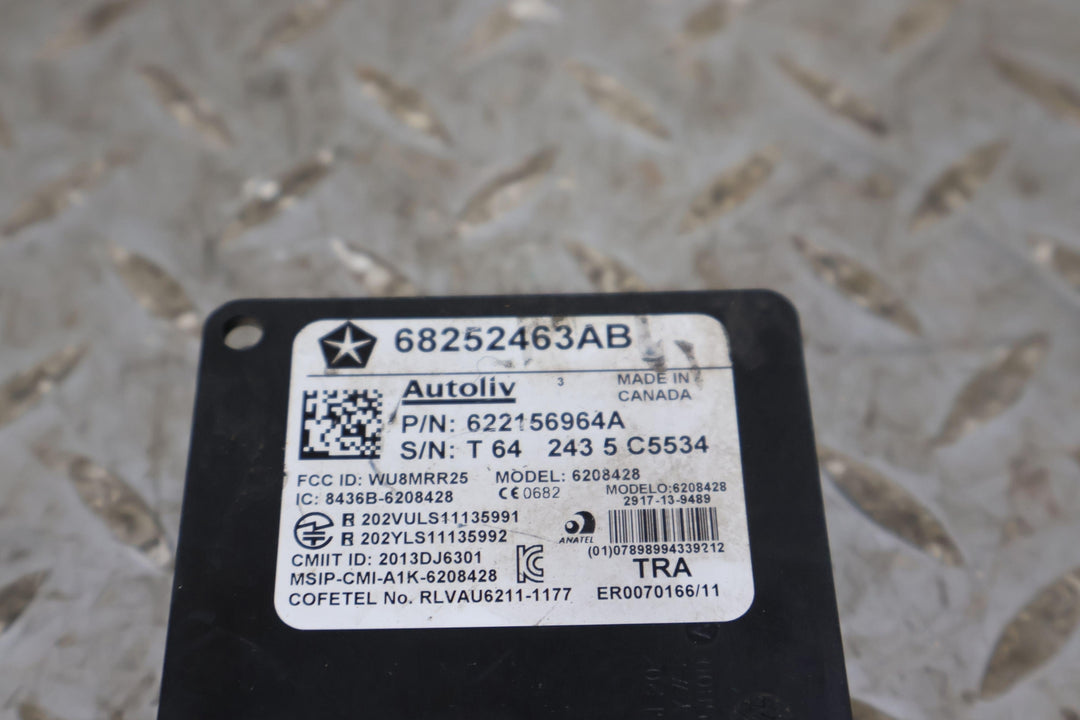 68252463AB
Autoliv
3
MADE IN
CANADA
P/N: 622156964A
S/N: T 64 243 5 C5534
FCC ID: WU8MRR25 MODEL: 6208428
IC: 8436B-6208428 CE 0682 MODELO:6208428
2917-13-9489
R 202VULS11135991
R 202YLS11135992
ANATEL
(01)07898994339212
CMIIT ID: 2013DJ6301
MSIP-CMI-A1K-6208428
TRA
COFETEL No. RLVAU6211-1177 ER0070166/11